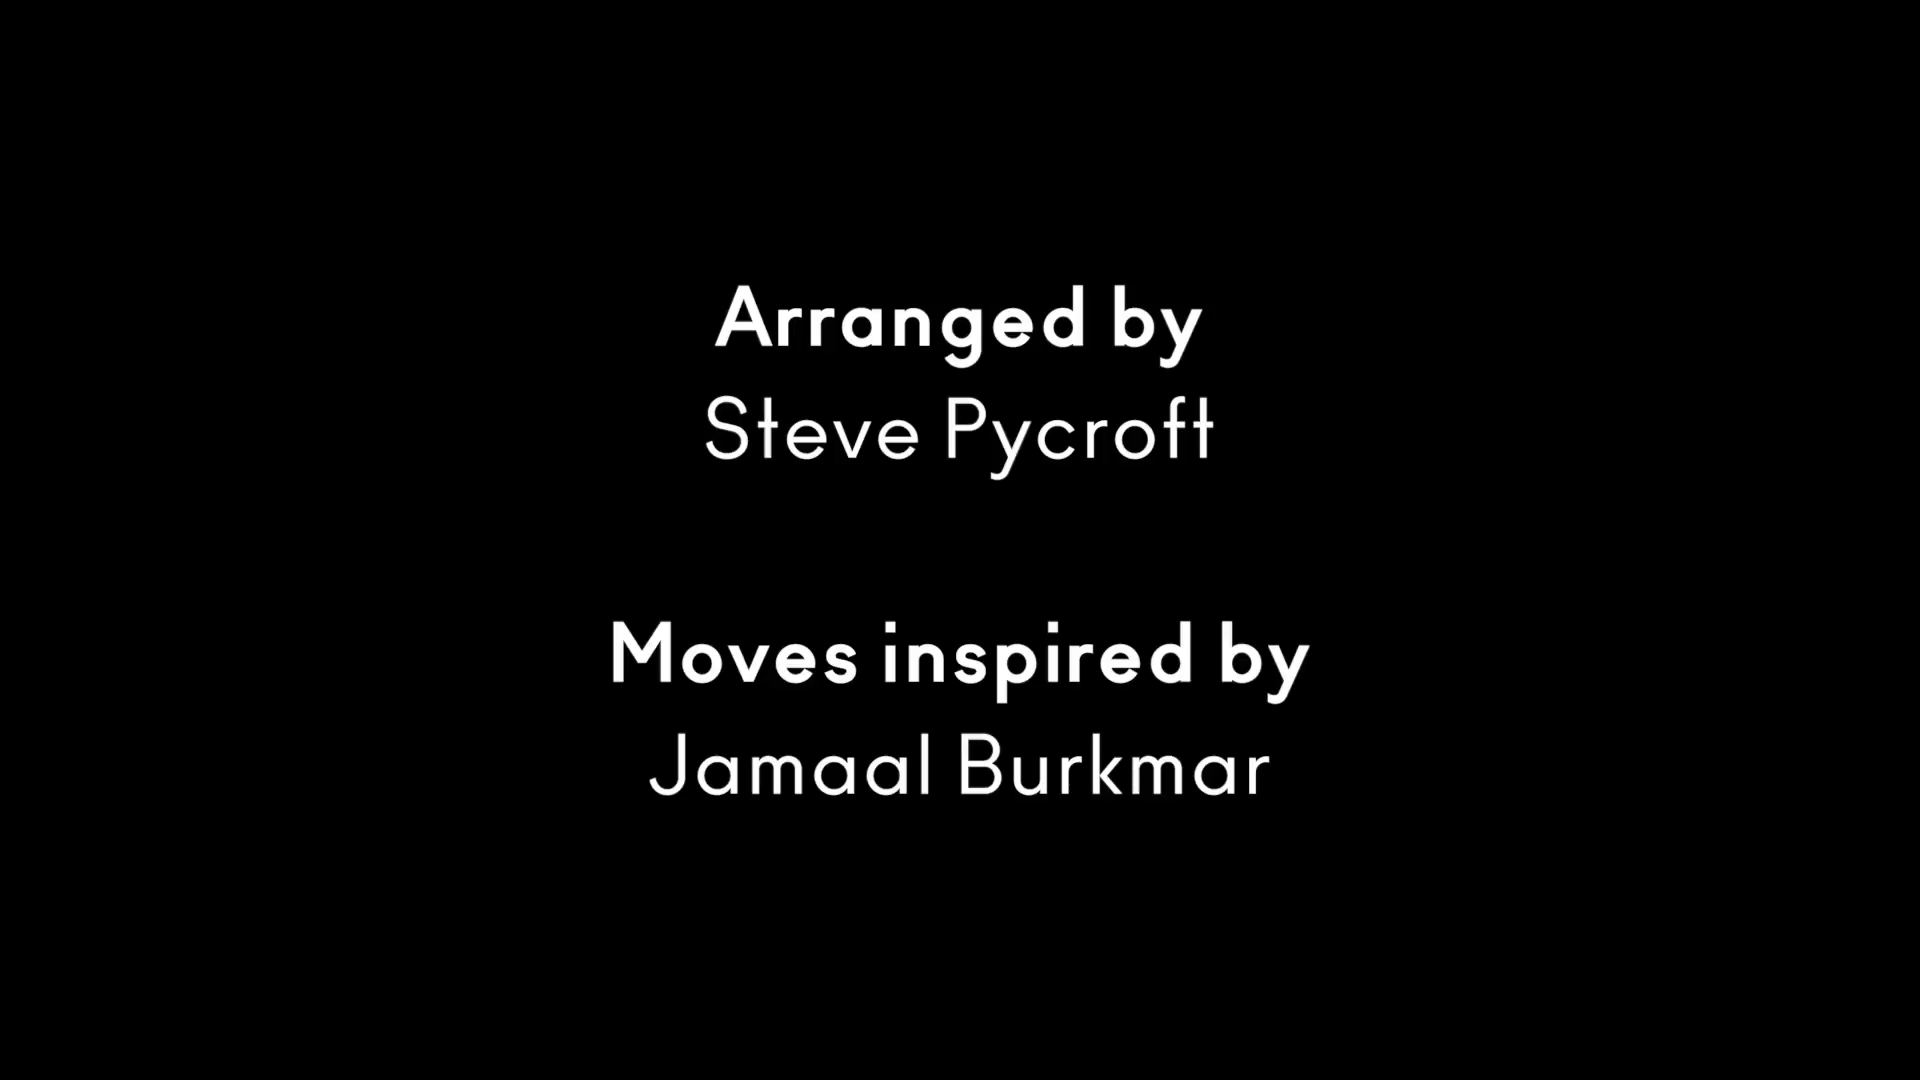 Arranged by
Steve Pycroft
Moves inspired by
Jamaal Burkmar